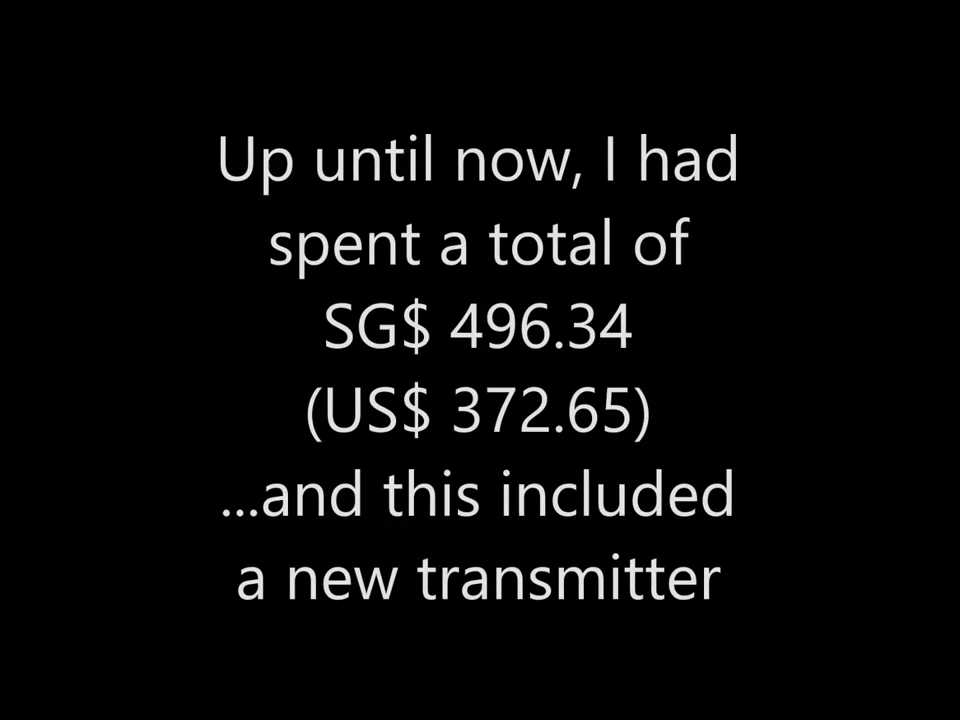 Up until now, I had
spent a total of
SG$ 496.34
(US$ 372.65)
...and this included
a new transmitter